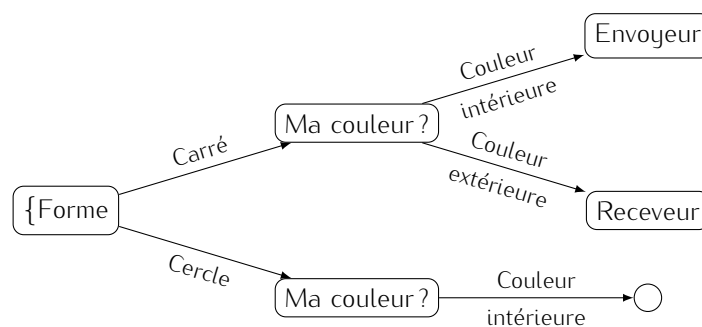 Envoyeur
Couleur
intérieure
Ma couleur ?
Carré
Couleur
extérieure
{Forme
Receveur
Cercle
Ma couleur ?
Couleur
intérieure